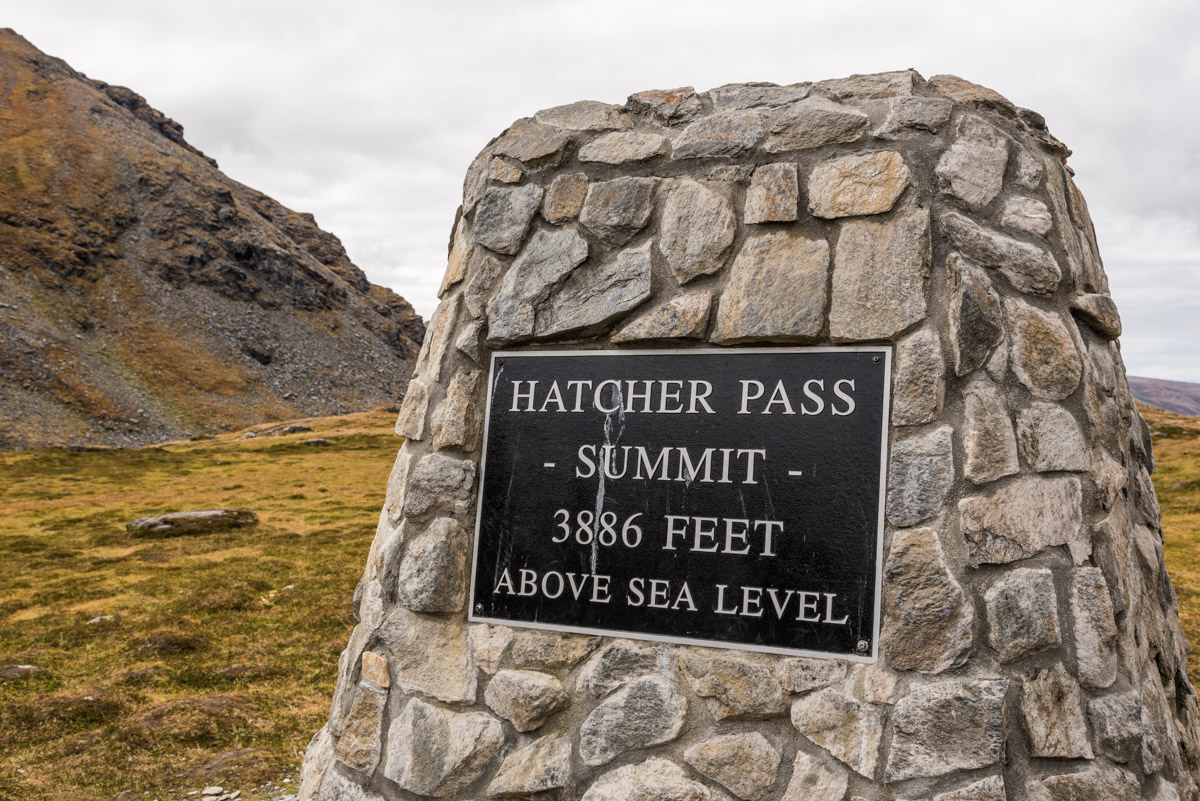 HATCHER PASS
- SUMMIT -
3886 FEET
ABOVE SEA LEVEL